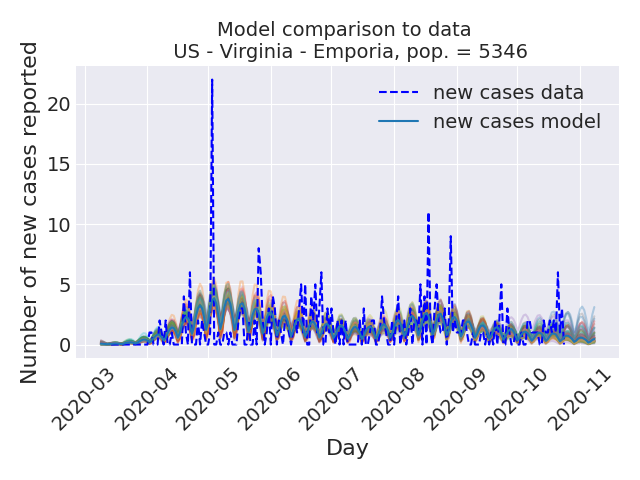 Model comparison to data
US - Virginia - Emporia, pop. = 5346
Number of new cases reported
20
15
10
5
0
new cases data
new cases model
2020-03
2020-04
2020-05
2020-06
2020-07
2020-08
2020-09
2020-10
2020-11
Day